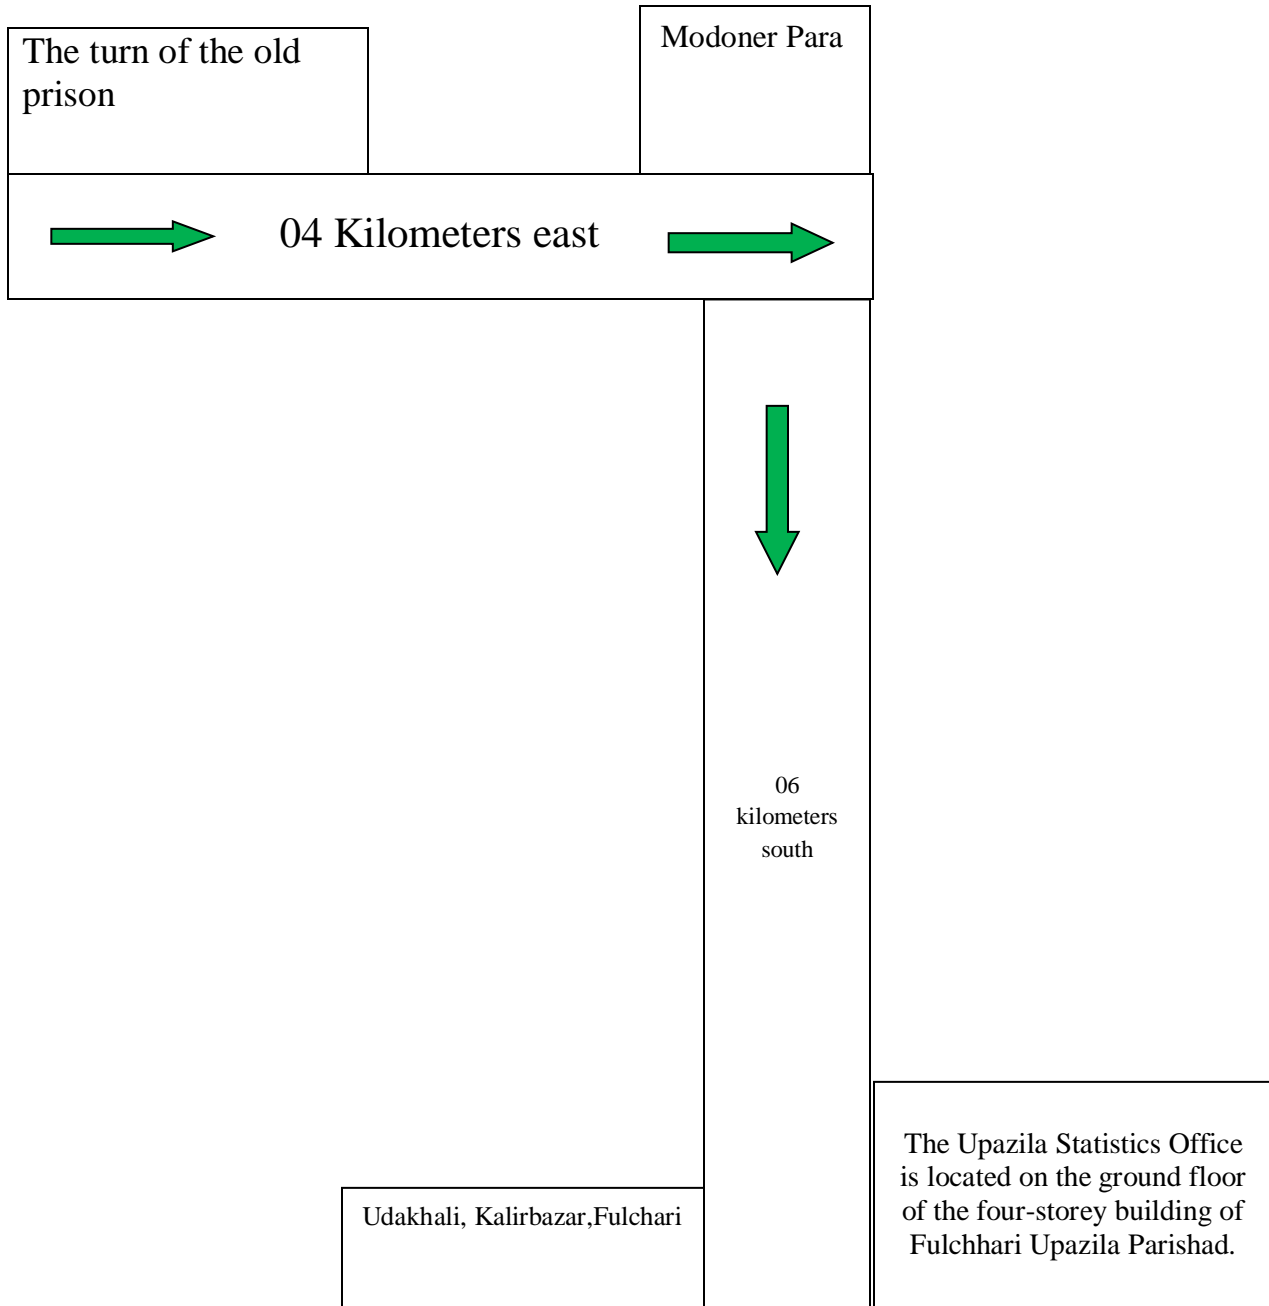 The turn of the old
prison
Modoner Para
04 Kilometers east
06
kilometers
south
Udakhali, Kalirbazar,Fulchari
The Upazila Statistics Office
is located on the ground floor
of the four-storey building of
Fulchhari Upazila Parishad.